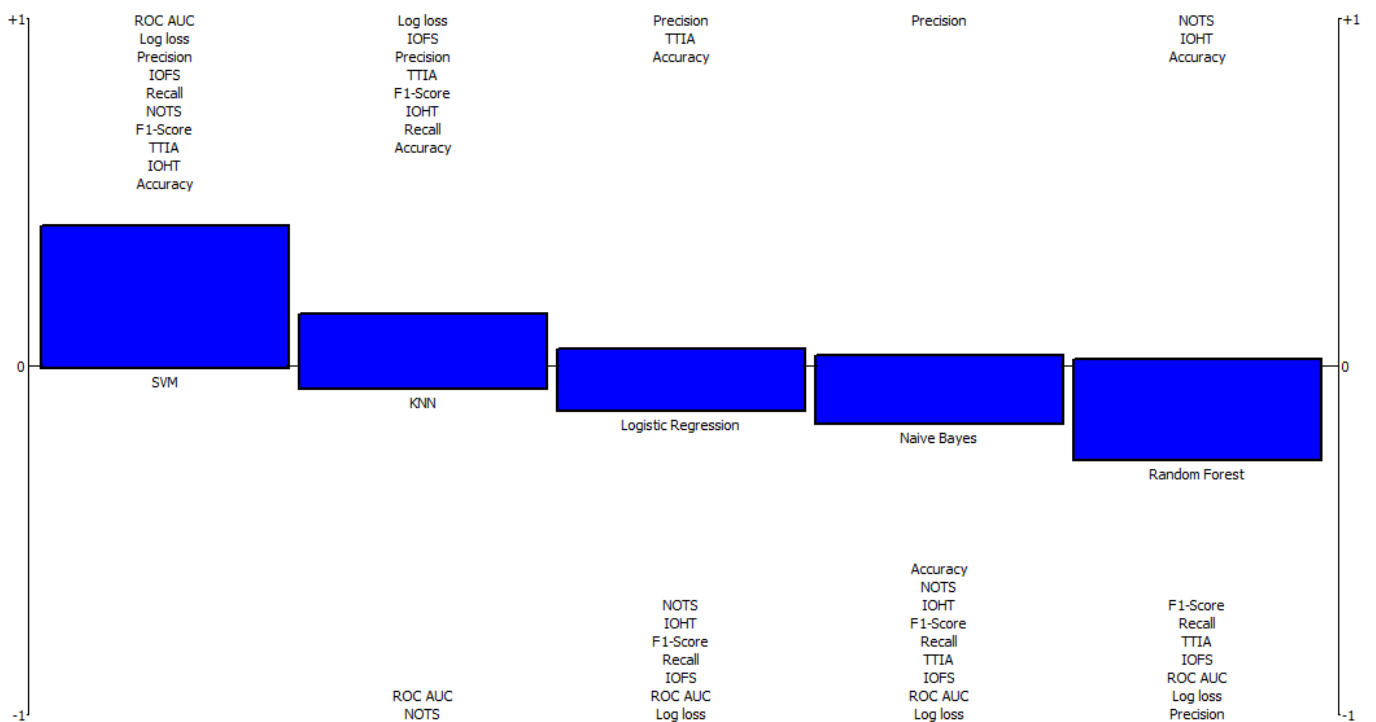 +1
ROC AUC
Log loss
Precision
IOFS
Recall
NOTS
F1-Score
TTIA
IOHT
Accuracy
Log loss
IOFS
Precision
TTIA
F1-Score
IOHT
Recall
Accuracy
Precision
TTIA
Accuracy
Precision
NOTS
IOHT
Accuracy
+1
0
SVM
KNN
Logistic Regression
Naive Bayes
Random Forest
0
ROC AUC
NOTS
NOTS
IOHT
F1-Score
Recall
IOFS
ROC AUC
Log loss
Accuracy
NOTS
IOHT
F1-Score
Recall
TTIA
IOFS
ROC AUC
Log loss
F1-Score
Recall
TTIA
IOFS
ROC AUC
Log loss
Precision
-1
-1